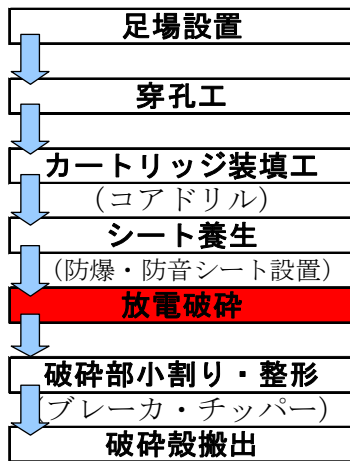 足場設置
穿孔工
カートリッジ装填工
(コアドリル)
シート養生
(防爆・防音シート設置)
放電破砕
破砕部小割り・整形
(ブレーカ・チッパー)
破砕殻搬出